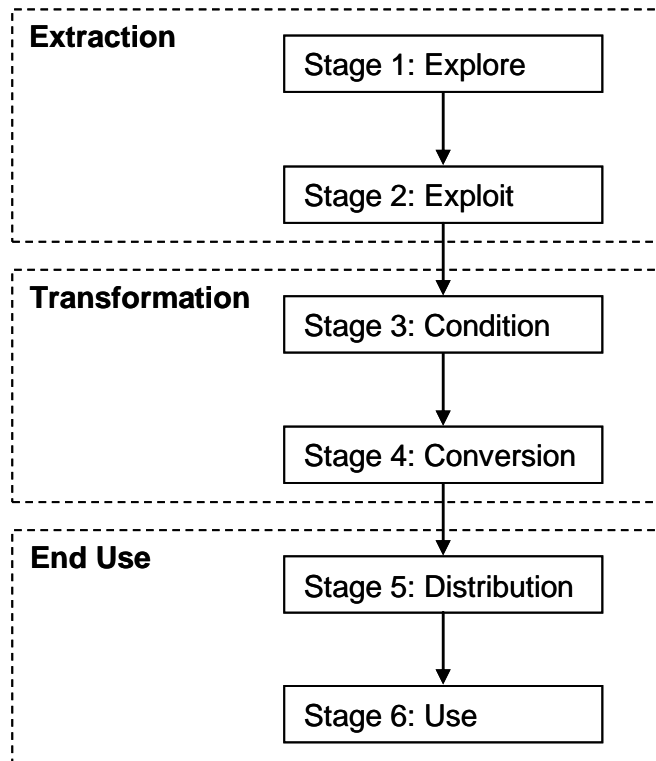 Extraction
Stage 1: Explore
Stage 2: Exploit
Transformation
Stage 3: Condition
Stage 4: Conversion
End Use
Stage 5: Distribution
Stage 6: Use